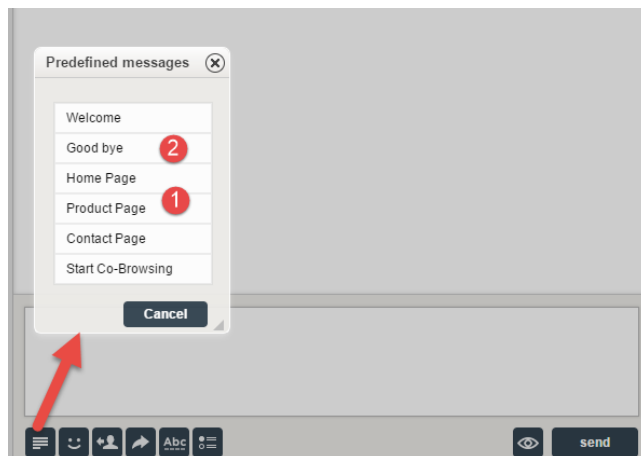 Predefined messages
Welcome
Good bye
2
Home Page
1
Product Page
Contact Page
Start Co-Browsing
Cancel
Abc
send